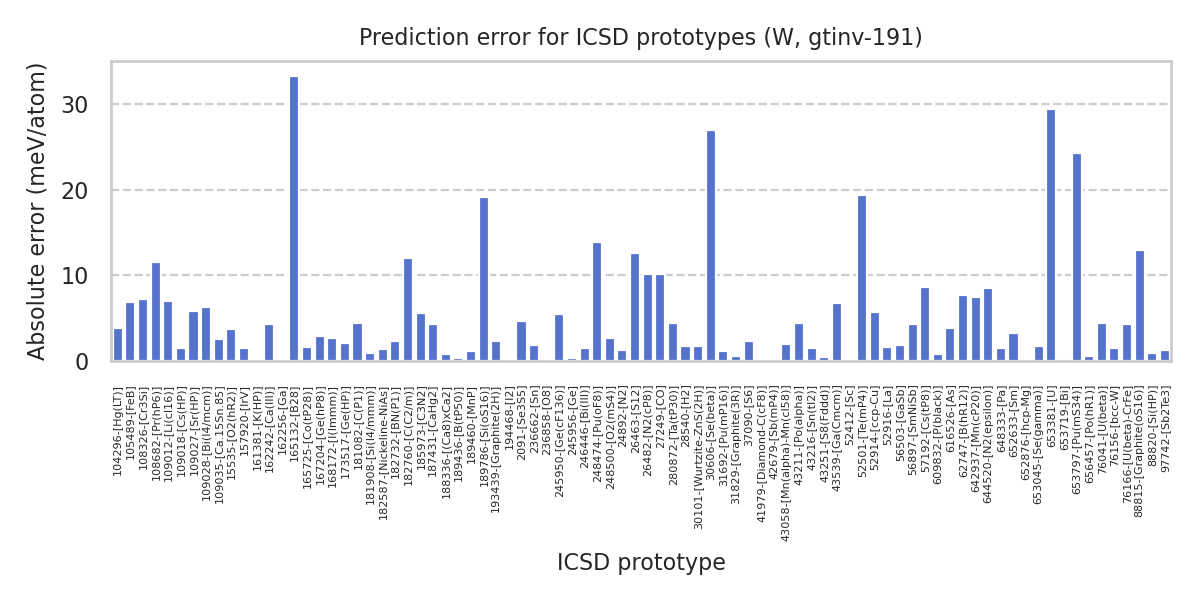 Prediction error for ICSD prototypes (W, gtinv-191)
Absolute error (meV/atom)
30
20
10
0
104296-[Hg(LT)]
105489-[FeB]
108326-[Cr3Si]
108682-[Pr(hP6)]
109012-[Li(cI16)]
109018-[Cs(HP)]
109027-[Sr(HP)]
109028-[Bi(I4/mcm)]
109035-[Ca.15Sn.85]
15535-[O2(hR2)]
157920-[IrV]
161381-[K(HP)]
162242-[Ca(III)]
162256-[Ga]
165132-[B28]
165725-[Co(tP28)]
167204-[Ge(hP8)]
168172-[I(Immm)]
173517-[Ge(HP)]
181082-[C(P1)]
181908-[Si(I4/mmm)]
182587-[Nickeline-NiAs]
182732-[BN(P1)]
182760-[C(C2/m)]
183973-[C3N2]
187431-[CaHg2]
188336-[(Ca8)xCa2]
189436-[B(tP50)]
189460-[MnP]
189786-[Si(oS16)]
193439-[Graphite(2H)]
194468-[I2]
2091-[Se3S5]
236662-[Sn]
236858-[O8]
245950-[Ge(cF136)]
245956-[Ge]
246446-[Bi(III)]
248474-[Pu(oF8)]
248500-[O2(mS4)]
24892-[N2]
26463-[S12]
26482-[N2(cP8)]
27249-[CO]
280872-[Ta(tP30)]
28540-[H2]
30101-[Wurtzite-ZnS(2H)]
30606-[Se(beta)]
31692-[Pu(mP16)]
31829-[Graphite(3R)]
37090-[S6]
41979-[Diamond-C(cF8)]
42679-[Sb(mP4)]
43058-[Mn(alpha)-Mn(cI58)]
43211-[Po(alpha)]
43216-[Sn(tI4)]
43251-[S8(Fddd)]
43539-[Ga(Cmcm)]
52412-[Sc]
52501-[Te(mP4)]
52914-[ccp-Cu]
52916-[La]
56503-[GaSb]
56897-[SmNiSb]
57192-[Cs(tP8)]
609832-[P(black)]
616526-[As]
62747-[B(hR12)]
642937-[Mn(cP20)]
644520-[N2(epsilon)]
648333-[Pa]
652633-[Sm]
652876-[hcp-Mg]
653045-[Se(gamma)]
653381-[U]
653719-[I]
653797-[Pu(mS34)]
656457-[Po(hR1)]
76041-[U(beta)]
76156-[bcc-W]
76166-[U(beta)-CrFe]
88815-[Graphite(oS16)]
88820-[Si(HP)]
97742-[Sb2Te3]
ICSD prototype